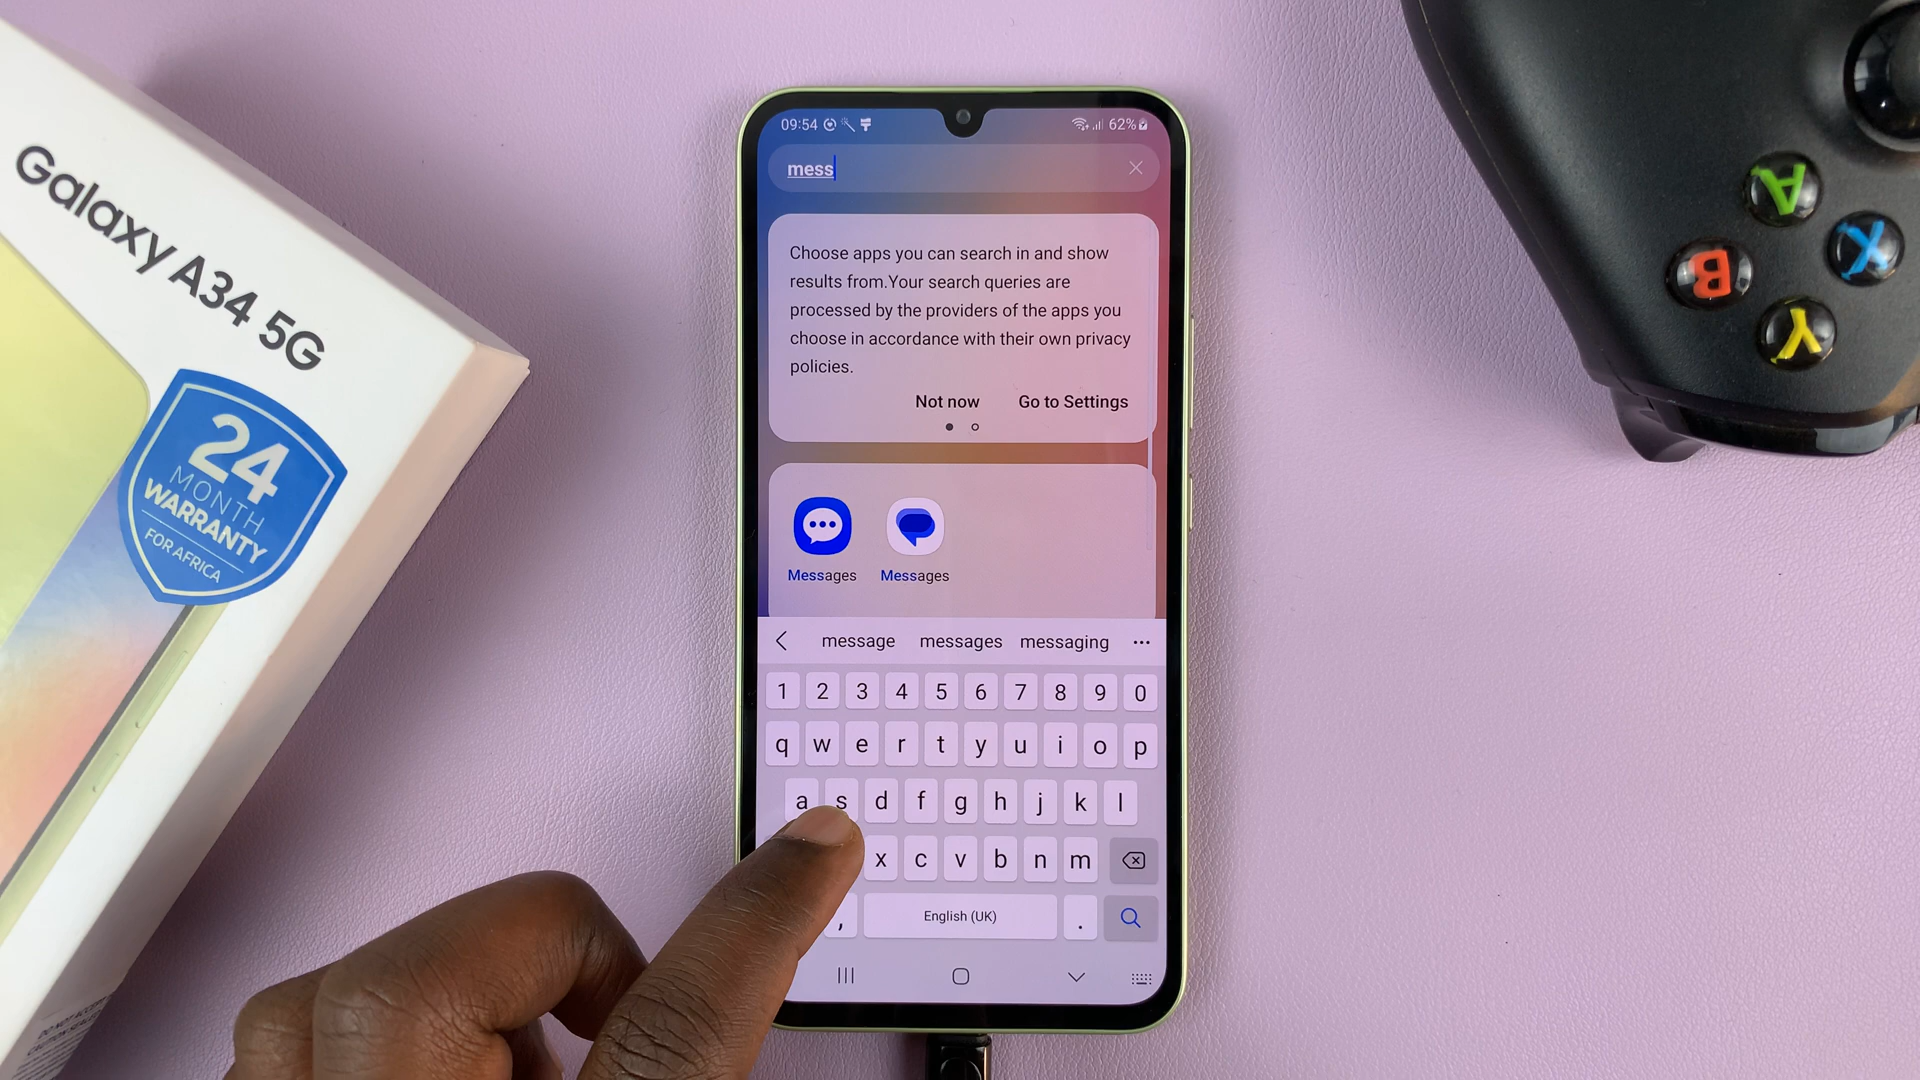 Galaxy A34 5G
24
MONTH
WARRANTY
FOR AFRICA
09:54
62%
mess
Choose apps you can search in and show
results from.Your search queries are
processed by the providers of the apps you
choose in accordance with their own privacy
policies.
Not now Go to Settings
Messages Messages
message messages messaging
1 2 3 4 5 6 7 8 9 0
q w e r t y u i o p
a s d f g h j k l
x c v b n m
, English (UK) .
A
X
B
Y